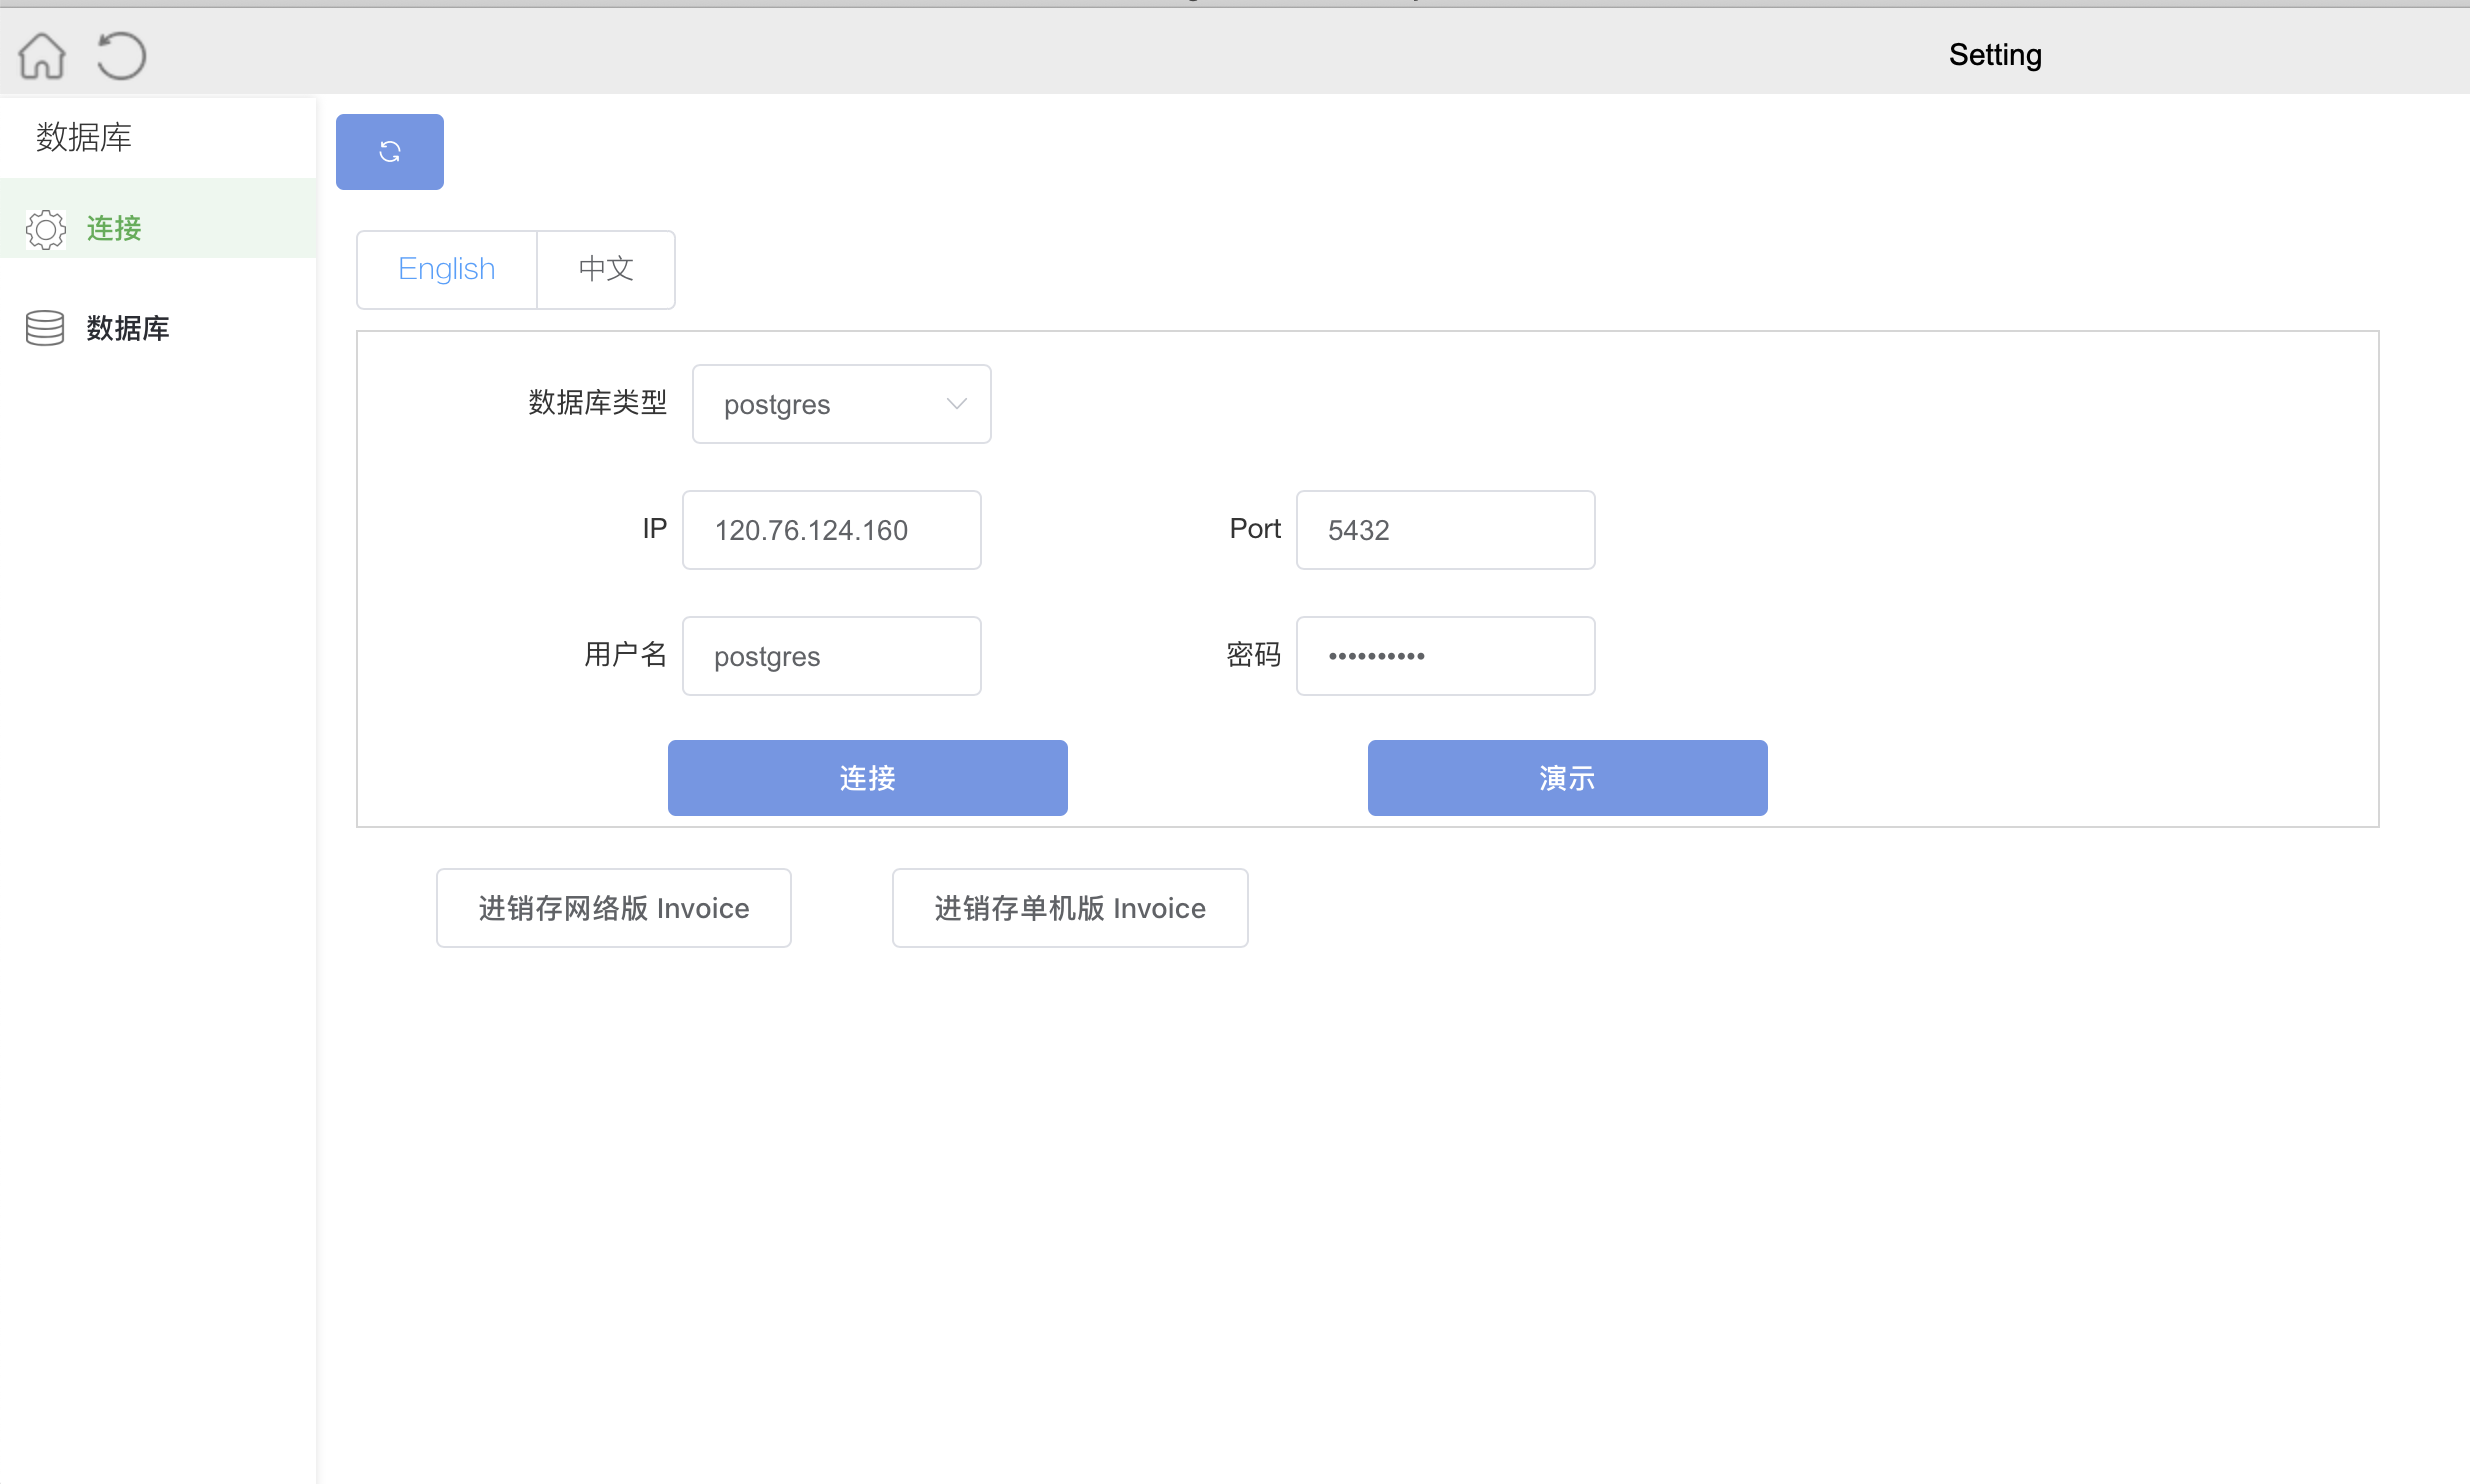 Setting
数据库
连接
数据库
English 中文
数据库类型 postgres
IP 120.76.124.160 Port 5432
用户名 postgres 密码 ••••••••••
连接 演示
进销存网络版 Invoice 进销存单机版 Invoice